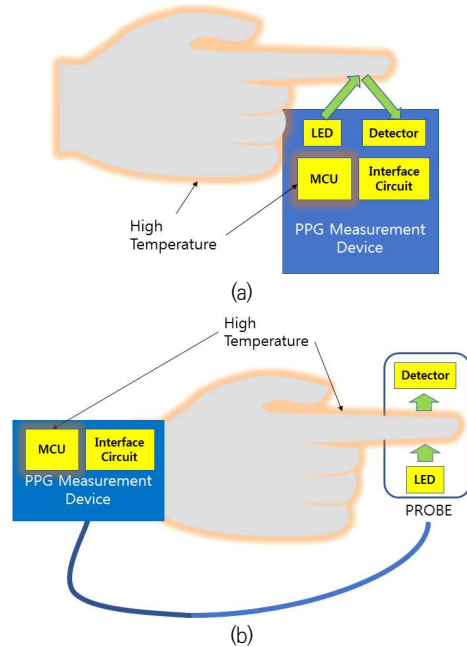 LED
Detector
MCU
Interface
Circuit
High
Temperature
PPG Measurement
Device
(a)
High
Temperature
Detector
MCU
Interface
Circuit
PPG Measurement
Device
LED
PROBE
(b)